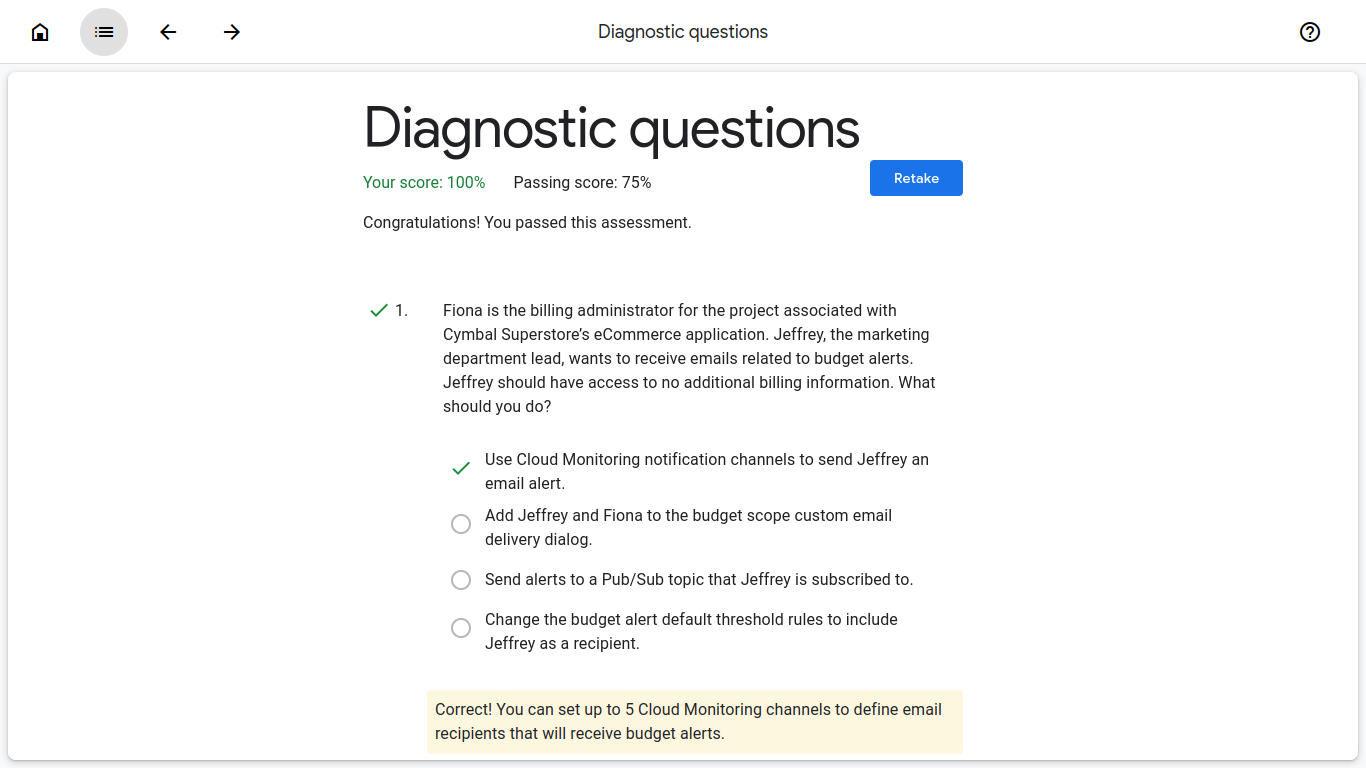 Diagnostic questions
Diagnostic questions
Your score: 100% Passing score: 75%
Retake
Congratulations! You passed this assessment.
1. Fiona is the billing administrator for the project associated with
Cymbal Superstore’s eCommerce application. Jeffrey, the marketing
department lead, wants to receive emails related to budget alerts.
Jeffrey should have access to no additional billing information. What
should you do?
Use Cloud Monitoring notification channels to send Jeffrey an
email alert.
Add Jeffrey and Fiona to the budget scope custom email
delivery dialog.
Send alerts to a Pub/Sub topic that Jeffrey is subscribed to.
Change the budget alert default threshold rules to include
Jeffrey as a recipient.
Correct! You can set up to 5 Cloud Monitoring channels to define email
recipients that will receive budget alerts.